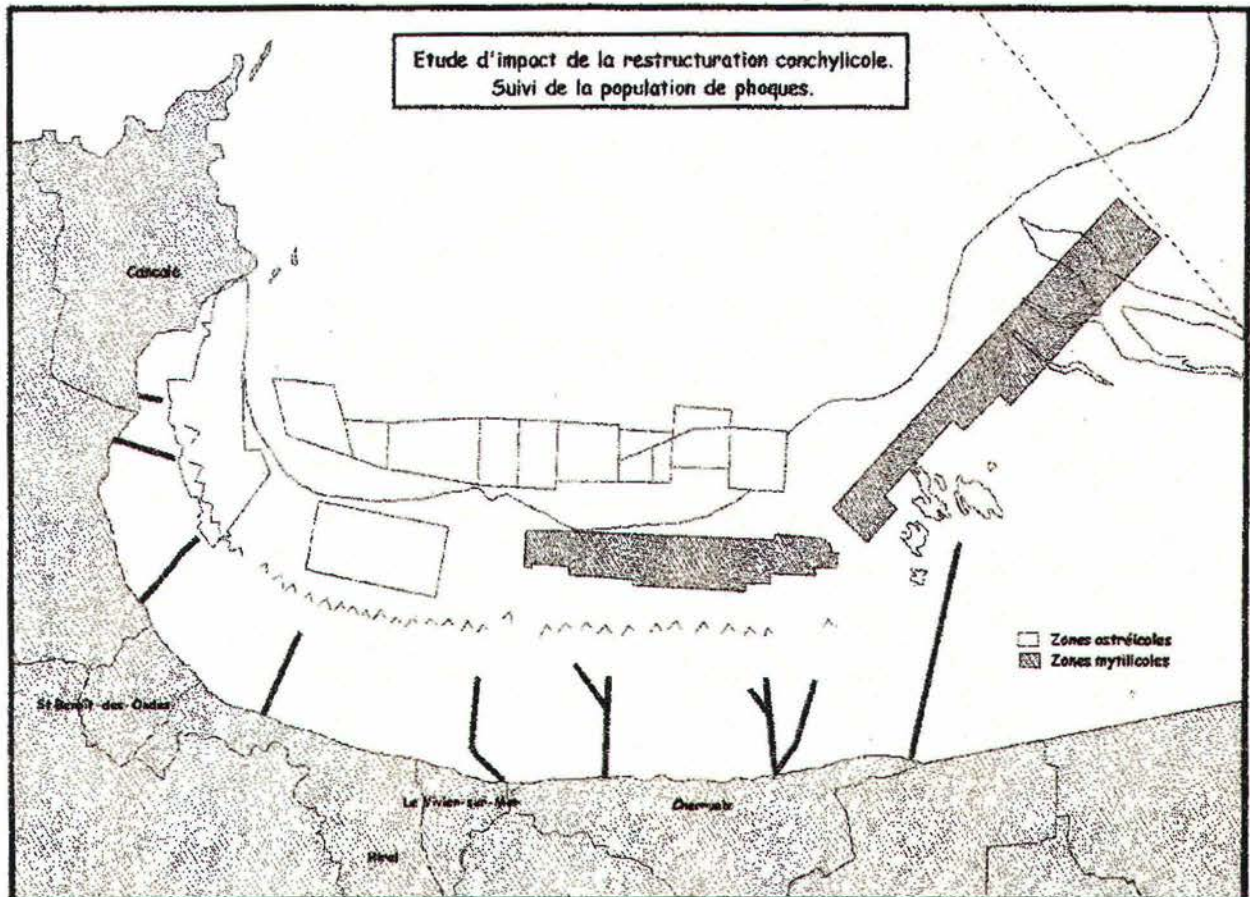 Etude d'impact de la restructuration conchylicole.
Suivi de la population de phoques.
Cancale
Zones ostréicoles
Zones mytilicoles
St Benoît-des-Ondes
Le Vivier-sur-Mer
Cherrueix
Hirel